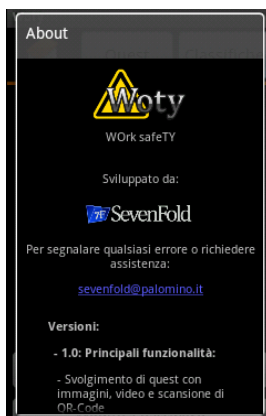 About
Woty
WOrk safeTY
Sviluppato da:
7F SevenFold
Per segnalare qualsiasi errore o richiedere
assistenza:
sevenfold@palomino.it
Versioni:
- 1.0: Principali funzionalità:
- Svolgimento di quest con
immagini, video e scansione di
QR-Code